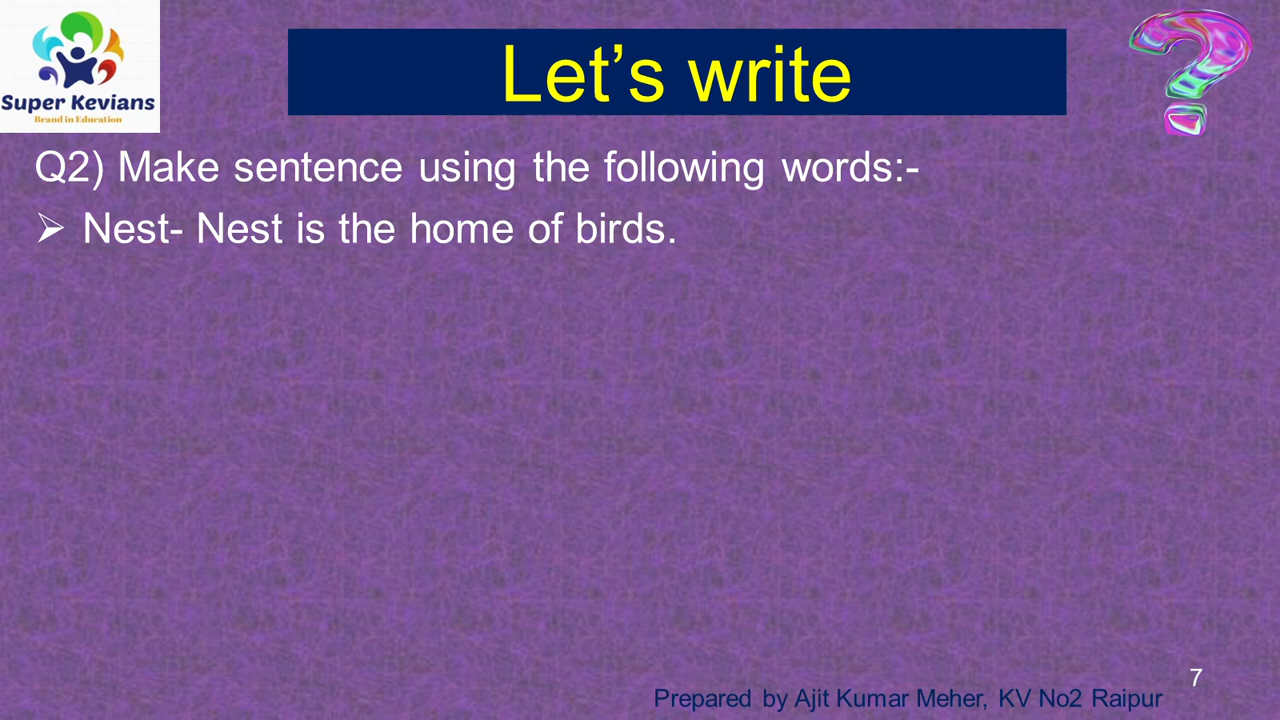 Super Kevians
Brand in Education
Let’s write
Q2) Make sentence using the following words:-
➢ Nest- Nest is the home of birds.
7
Prepared by Ajit Kumar Meher, KV No2 Raipur